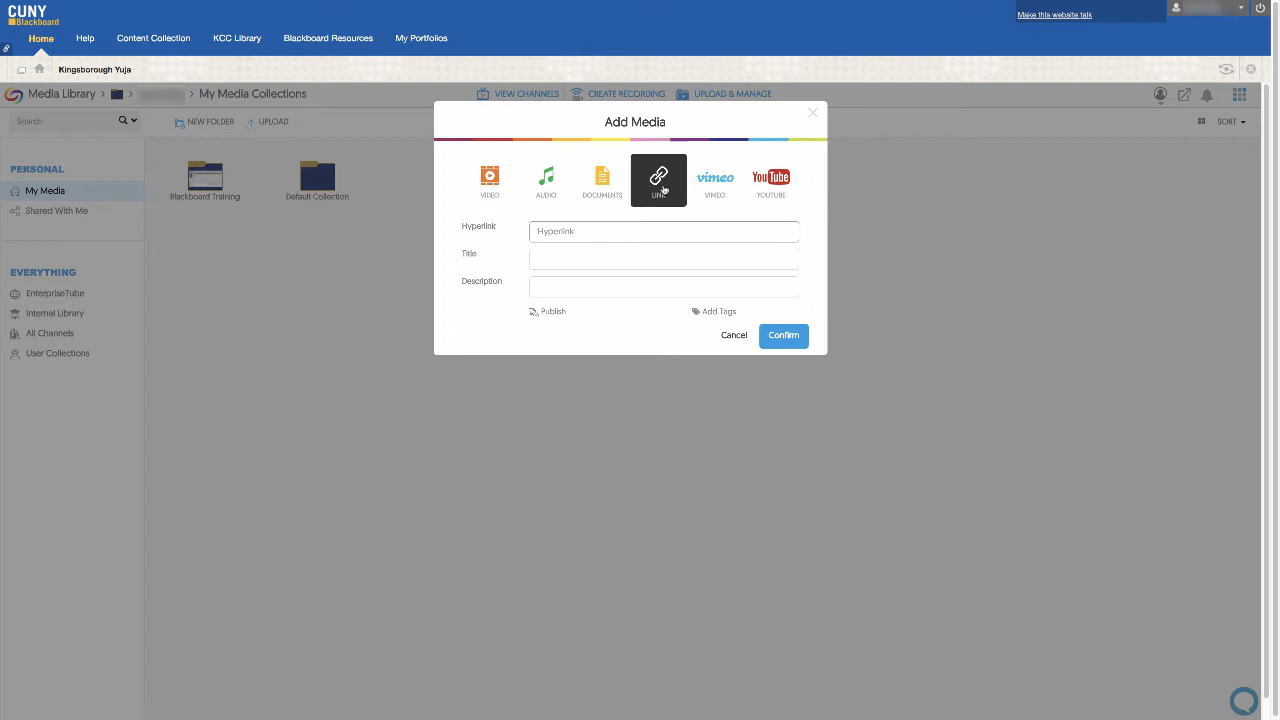 CUNY
Blackboard
Make this website talk
Home
Help
Content Collection
KCC Library
Blackboard Resources
My Portfolios
Kingsborough Yuja
Media Library > > > My Media Collections
VIEW CHANNELS
CREATE RECORDING
UPLOAD & MANAGE
Search
NEW FOLDER
UPLOAD
SORT
PERSONAL
My Media
Shared With Me
EVERYTHING
EnterpriseTube
Internal Library
All Channels
User Collections
Blackboard Training
Default Collection
Add Media
VIDEO
AUDIO
DOCUMENTS
LINK
vimeo
VIMEO
YouTube
YOUTUBE
Hyperlink
Hyperlink
Title
Description
Publish
Add Tags
Cancel
Confirm